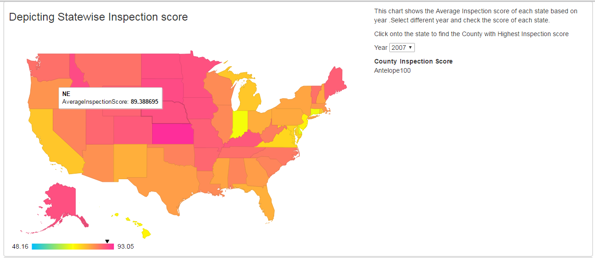 Depicting Statewise Inspection score
This chart shows the Average Inspection score of each state based on
year .Select different year and check the score of each state.
Click onto the state to find the County with Highest Inspection score
Year 2007
County Inspection Score
Antelope100
NE
AverageInspectionScore: 89.388695
48.16 93.05